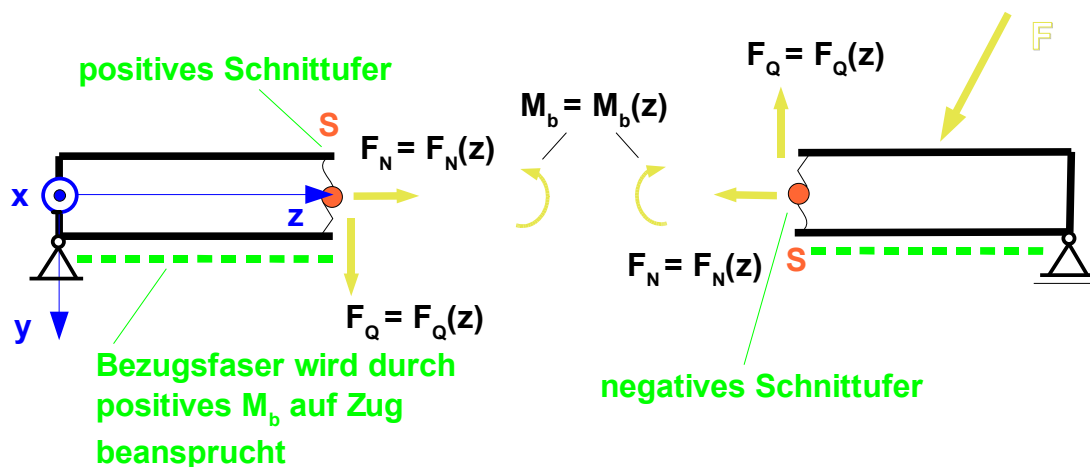 positives Schnittufer
S
F_N = F_N(z)
x
z
y
F_Q = F_Q(z)
Bezugsfaser wird durch
positives M_b auf Zug
beansprucht
M_b = M_b(z)
F_Q = F_Q(z)
F
F_N = F_N(z)
S
negatives Schnittufer